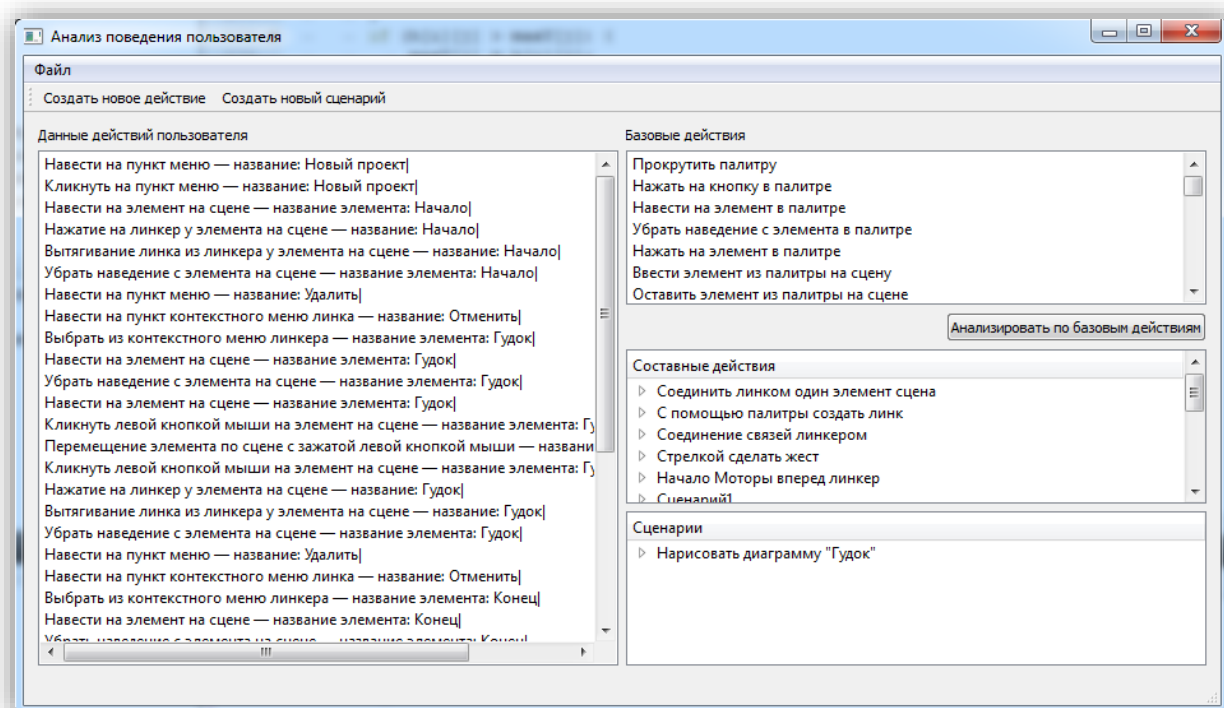 Анализ поведения пользователя
Файл
Создать новое действие Создать новый сценарий
Данные действий пользователя
Навести на пункт меню — название: Новый проект|
Кликнуть на пункт меню — название: Новый проект|
Навести на элемент на сцене — название элемента: Начало|
Нажатие на линкер у элемента на сцене — название: Начало|
Вытягивание линка из линкера у элемента на сцене — название: Начало|
Убрать наведение с элемента на сцене — название элемента: Начало|
Навести на пункт меню — название: Удалить|
Навести на пункт контекстного меню линка — название: Отменить|
Выбрать из контекстного меню линкера — название элемента: Гудок|
Навести на элемент на сцене — название элемента: Гудок|
Убрать наведение с элемента на сцене — название элемента: Гудок|
Навести на элемент на сцене — название элемента: Гудок|
Кликнуть левой кнопкой мыши на элемент на сцене — название элемента: Гу
Перемещение элемента по сцене с зажатой левой кнопкой мыши — названи
Кликнуть левой кнопкой мыши на элемент на сцене — название элемента: Гу
Нажатие на линкер у элемента на сцене — название: Гудок|
Вытягивание линка из линкера у элемента на сцене — название: Гудок|
Убрать наведение с элемента на сцене — название элемента: Гудок|
Навести на пункт меню — название: Удалить|
Навести на пункт контекстного меню линка — название: Отменить|
Выбрать из контекстного меню линкера — название элемента: Конец|
Навести на элемент на сцене — название элемента: Конец|
Убрать наведение с элемента на сцене — название элемента: Конец|
Базовые действия
Прокрутить палитру
Нажать на кнопку в палитре
Навести на элемент в палитре
Убрать наведение с элемента в палитре
Нажать на элемент в палитре
Ввести элемент из палитры на сцену
Оставить элемент из палитры на сцене
Анализировать по базовым действиям
Составные действия
Соединить линком один элемент сцена
С помощью палитры создать линк
Соединение связей линкером
Стрелкой сделать жест
Начало Моторы вперед линкер
Сценарий1
Сценарии
Нарисовать диаграмму "Гудок"